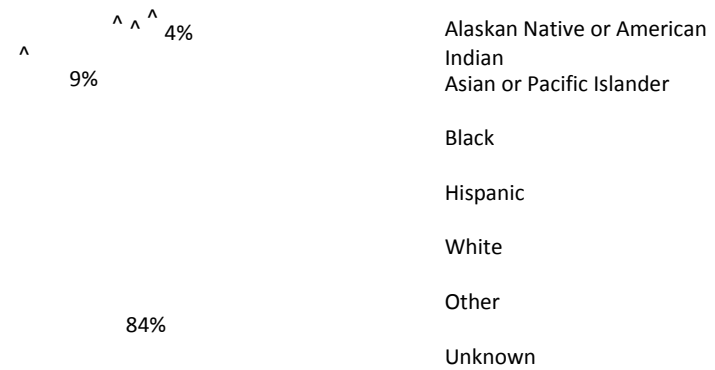 ^ ^ ^ 4%
^
9%
84%
Alaskan Native or American
Indian
Asian or Pacific Islander
Black
Hispanic
White
Other
Unknown